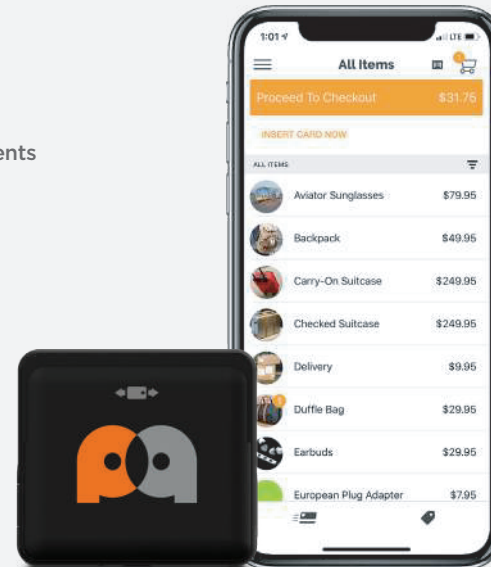 ents
1:01
LTE
All Items
1
Proceed To Checkout $31.75
INSERT CARD NOW
ALL ITEMS
Aviator Sunglasses $79.95
Backpack $49.95
Carry-On Suitcase $249.95
Checked Suitcase $249.95
Delivery $9.95
Duffle Bag $29.95
Earbuds $29.95
European Plug Adapter $7.95